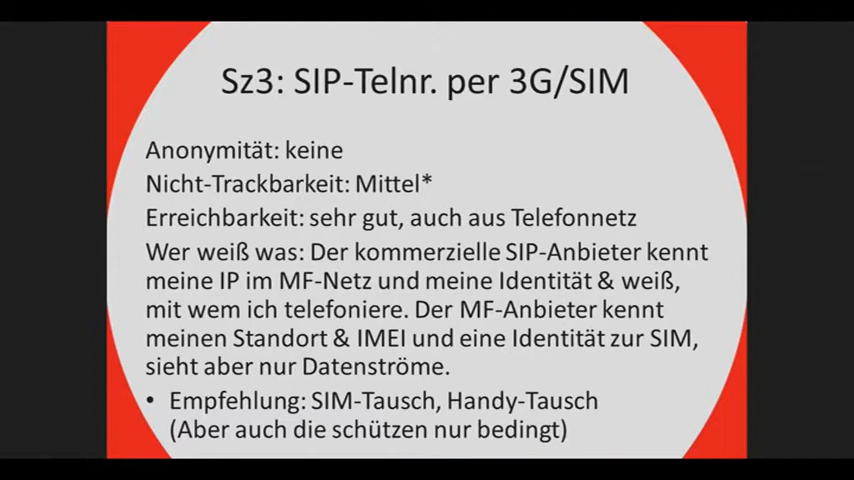 Sz3: SIP-Telnr. per 3G/SIM
Anonymität: keine
Nicht-Trackbarkeit: Mittel*
Erreichbarkeit: sehr gut, auch aus Telefonnetz
Wer weiß was: Der kommerzielle SIP-Anbieter kennt
meine IP im MF-Netz und meine Identität & weiß,
mit wem ich telefoniere. Der MF-Anbieter kennt
meinen Standort & IMEI und eine Identität zur SIM,
sieht aber nur Datenströme.
• Empfehlung: SIM-Tausch, Handy-Tausch
(Aber auch die schützen nur bedingt)